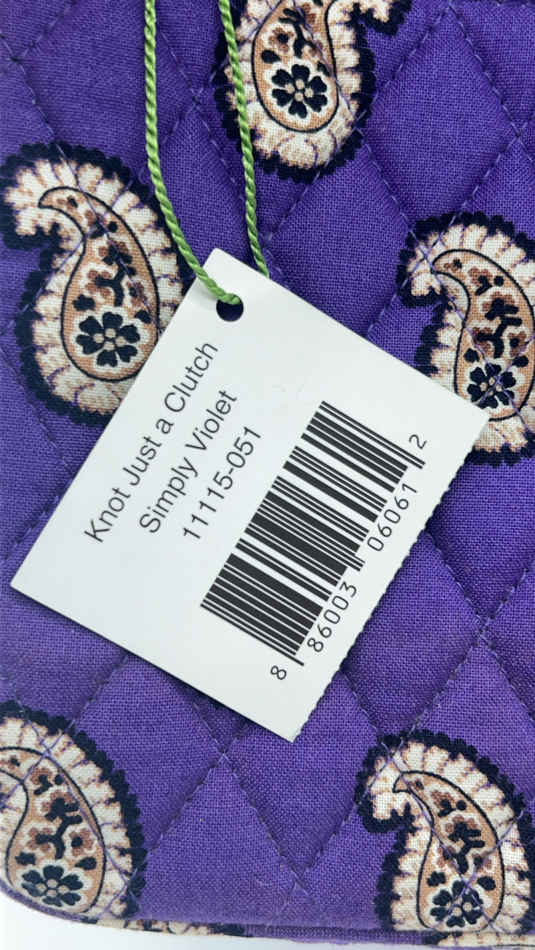 Knot Just a Clutch
Simply Violet
11115-051
8 86003 06061 2